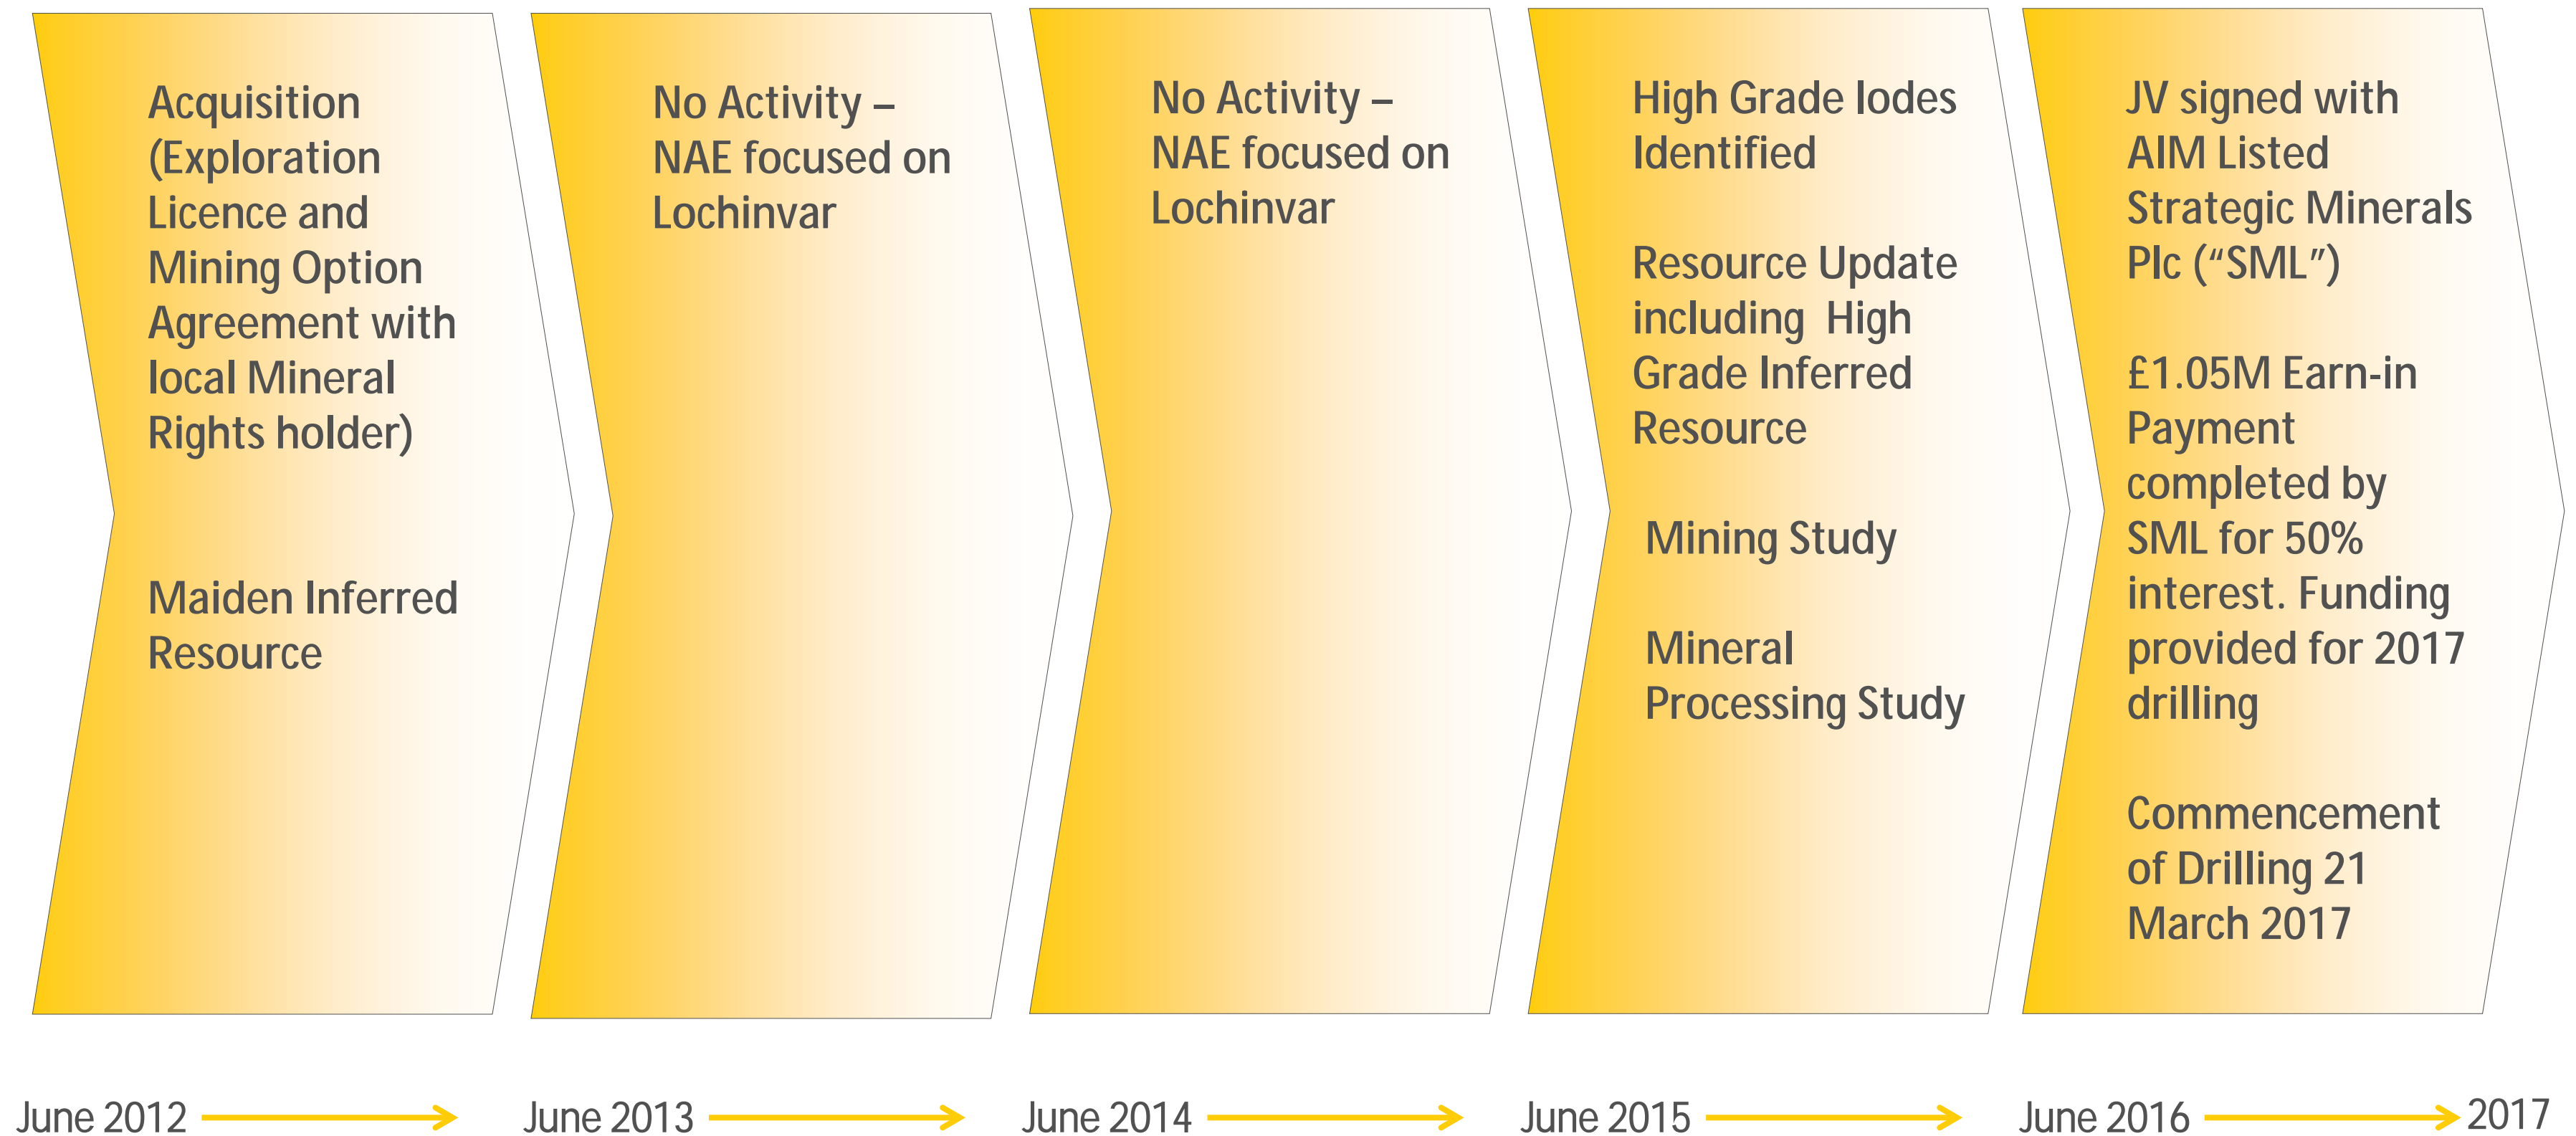 Acquisition
(Exploration
Licence and
Mining Option
Agreement with
local Mineral
Rights holder)
Maiden Inferred
Resource
No Activity –
NAE focused on
Lochinvar
No Activity –
NAE focused on
Lochinvar
High Grade lodes
Identified
Resource Update
including High
Grade Inferred
Resource
Mining Study
Mineral
Processing Study
JV signed with
AIM Listed
Strategic Minerals
Plc (“SML”)
£1.05M Earn-in
Payment
completed by
SML for 50%
interest. Funding
provided for 2017
drilling
Commencement
of Drilling 21
March 2017
June 2012
June 2013
June 2014
June 2015
June 2016
2017